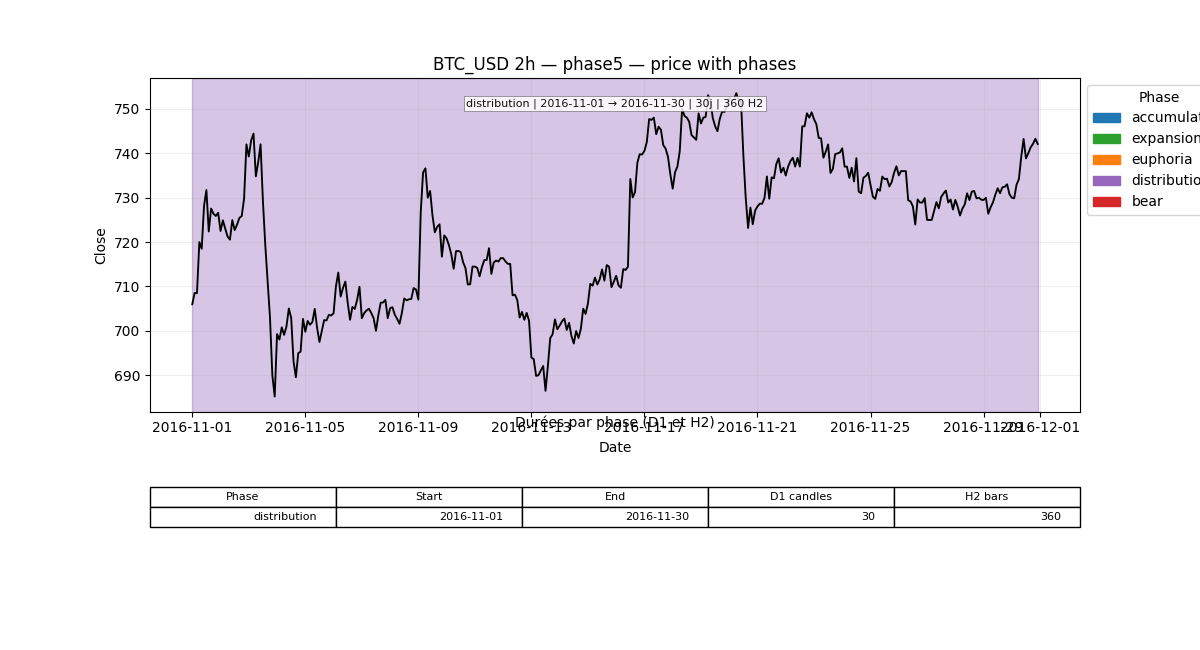 BTC_USD 2h — phase5 — price with phases
distribution | 2016-11-01 → 2016-11-30 | 30j | 360 H2
Phase
accumulat
expansion
euphoria
distributio
bear
Close
750
740
730
720
710
700
690
2016-11-01 2016-11-05 2016-11-09 2016-11-13 2016-11-17 2016-11-21 2016-11-25 2016-11-29 2016-12-01
Durées par phase (D1 et H2)
Date
Phase Start End D1 candles H2 bars
distribution 2016-11-01 2016-11-30 30 360